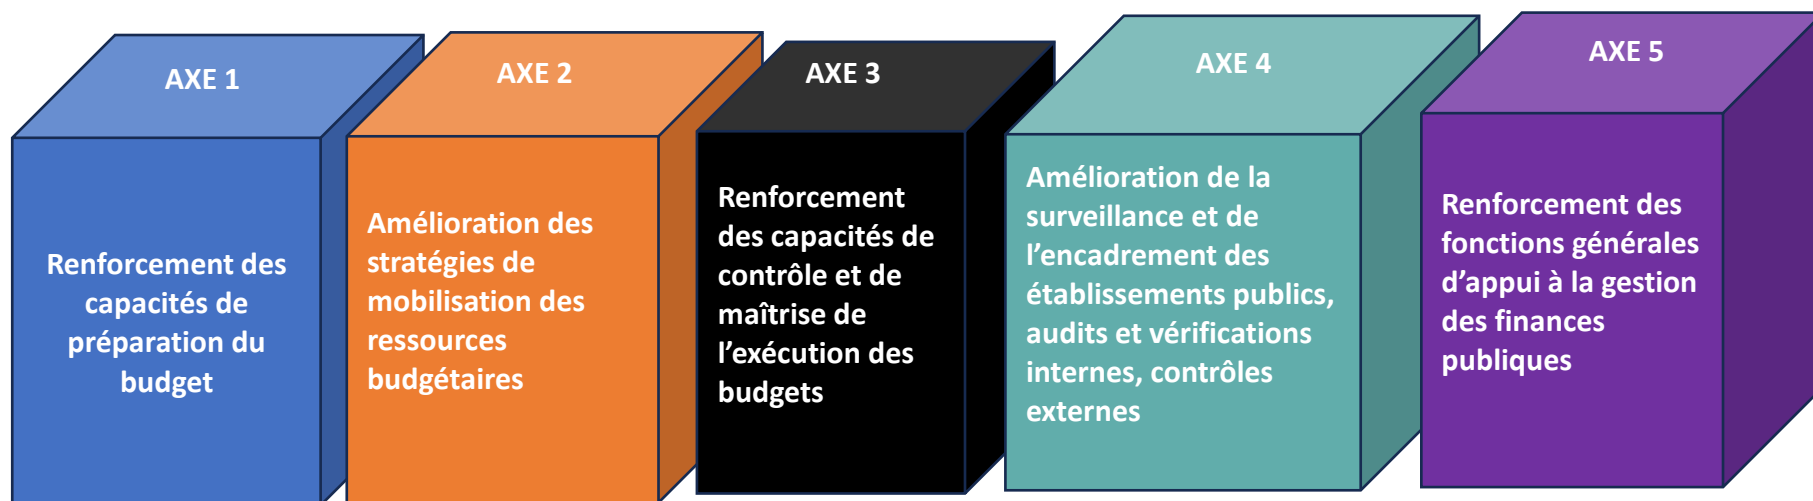 AXE 1
Renforcement des
capacités de
préparation du
budget
AXE 2
Amélioration des
stratégies de
mobilisation des
ressources
budgétaires
AXE 3
Renforcement
des capacités de
contrôle et de
maîtrise de
l’exécution des
budgets
AXE 4
Amélioration de la
surveillance et de
l’encadrement des
établissements publics,
audits et vérifications
internes, contrôles
externes
AXE 5
Renforcement des
fonctions générales
d’appui à la gestion
des finances
publiques